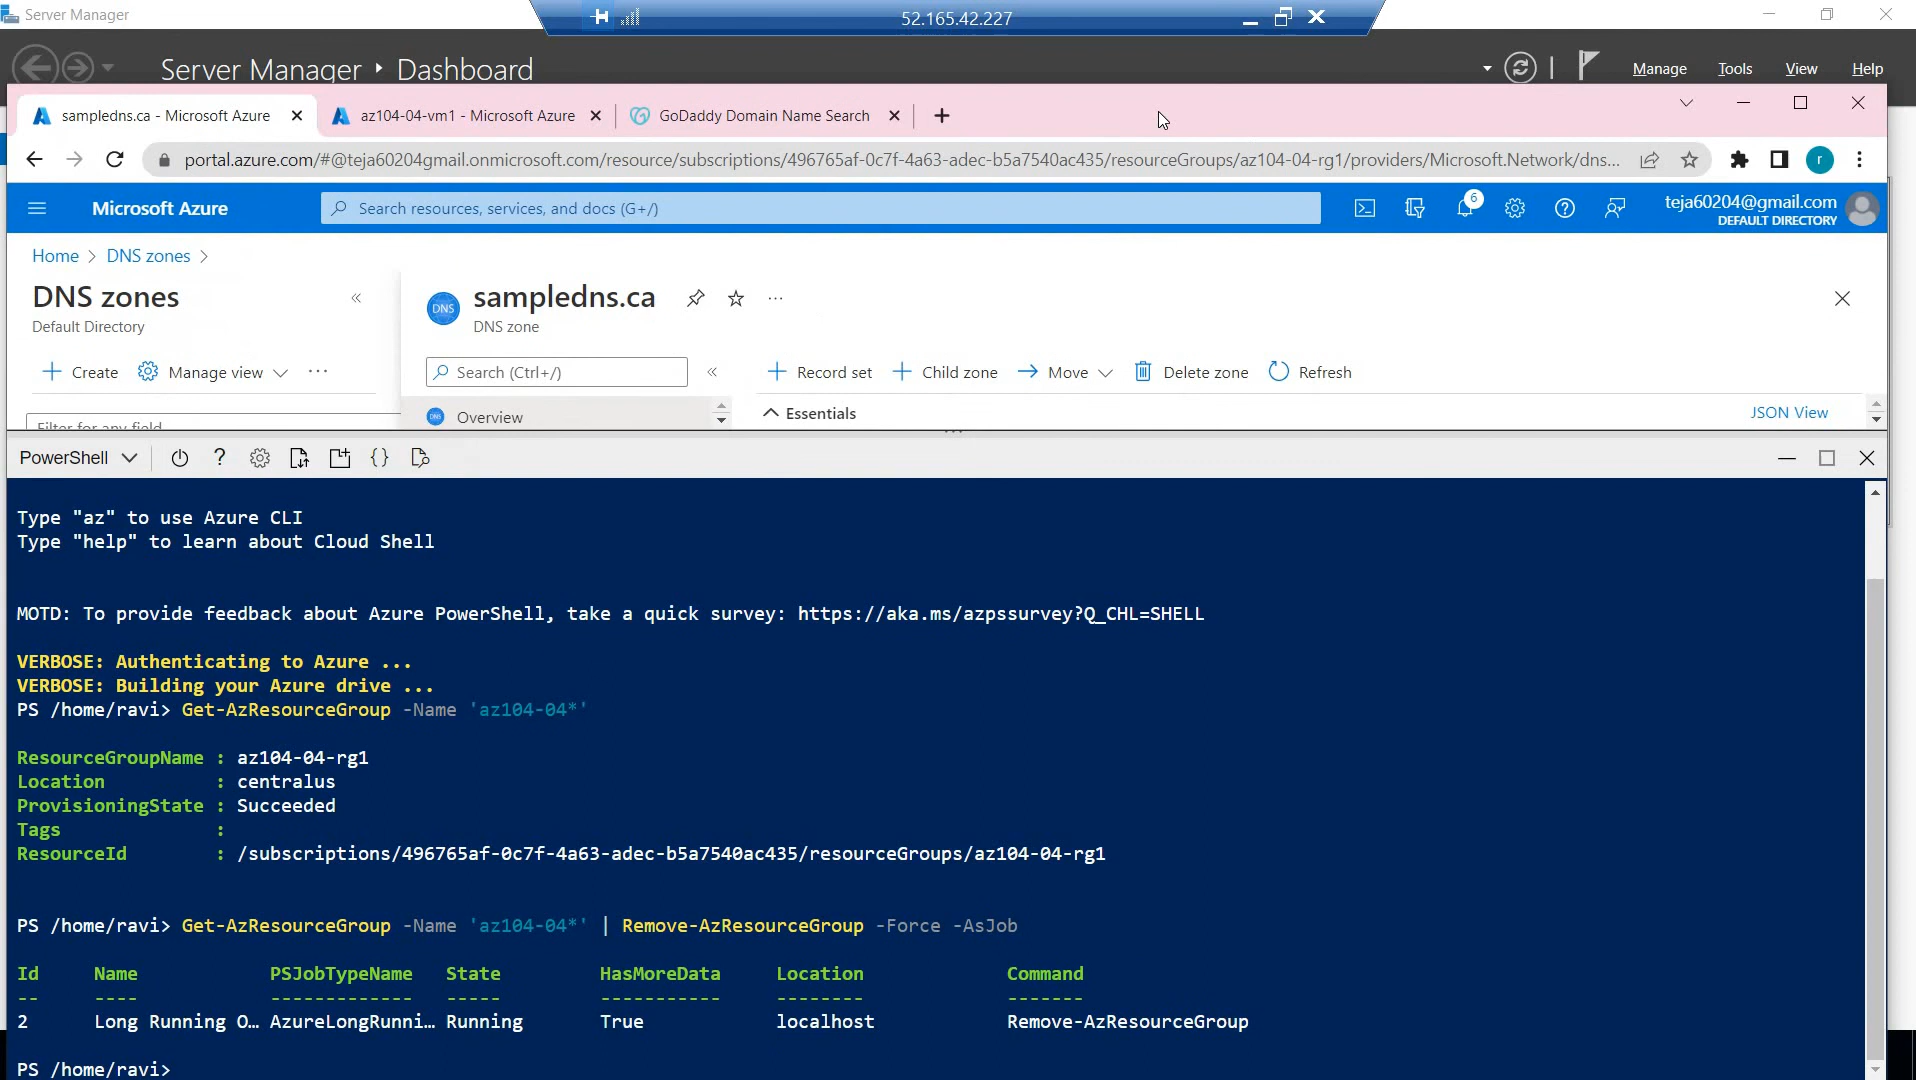 Server Manager
52.165.42.227
Server Manager ‣ Dashboard
Manage Tools View Help
sampledns.ca - Microsoft Azure
az104-04-vm1 - Microsoft Azure
GoDaddy Domain Name Search
portal.azure.com/#@teja60204gmail.onmicrosoft.com/resource/subscriptions/496765af-0c7f-4a63-adec-b5a7540ac435/resourceGroups/az104-04-rg1/providers/Microsoft.Network/dns...
r
Microsoft Azure
Search resources, services, and docs (G+/)
6
teja60204@gmail.com
DEFAULT DIRECTORY
Home > DNS zones >
DNS zones
Default Directory
DNS
sampledns.ca
DNS zone
+ Create Manage view ...
Search (Ctrl+/)
+ Record set + Child zone → Move Delete zone Refresh
Filter for any field...
DNS Overview
Essentials
JSON View
PowerShell
Type "az" to use Azure CLI
Type "help" to learn about Cloud Shell
MOTD: To provide feedback about Azure PowerShell, take a quick survey: https://aka.ms/azpssurvey?Q_CHL=SHELL
VERBOSE: Authenticating to Azure ...
VERBOSE: Building your Azure drive ...
PS /home/ravi> Get-AzResourceGroup -Name 'az104-04*'
ResourceGroupName : az104-04-rg1
Location : centralus
ProvisioningState : Succeeded
Tags :
ResourceId : /subscriptions/496765af-0c7f-4a63-adec-b5a7540ac435/resourceGroups/az104-04-rg1
PS /home/ravi> Get-AzResourceGroup -Name 'az104-04*' | Remove-AzResourceGroup -Force -AsJob
Id Name PSJobTypeName State HasMoreData Location Command
-- ---- ------------- ----- ----------- -------- -------
2 Long Running O… AzureLongRunni… Running True localhost Remove-AzResourceGroup
PS /home/ravi>